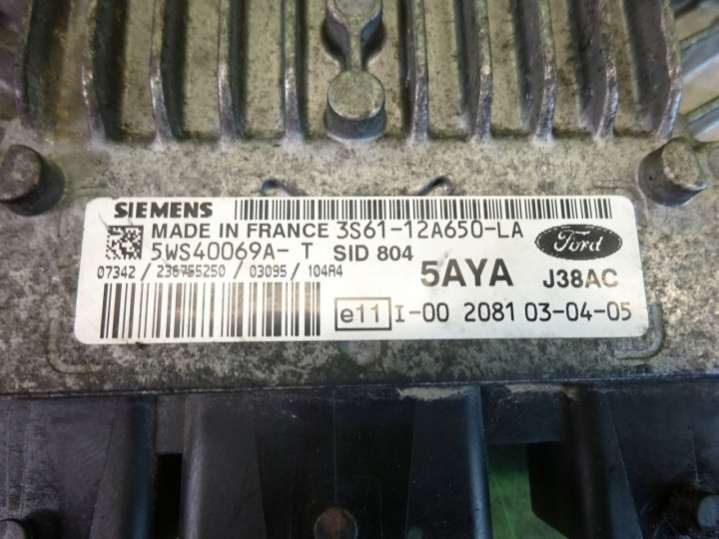 SIEMENS
MADE IN FRANCE 3S61-12A650-LA
5WS40069A- T SID 804
Ford
07342 / 236755250 / 03095 / 104A4
5AYA J38AC
e11 I-00 2081 03-04-05